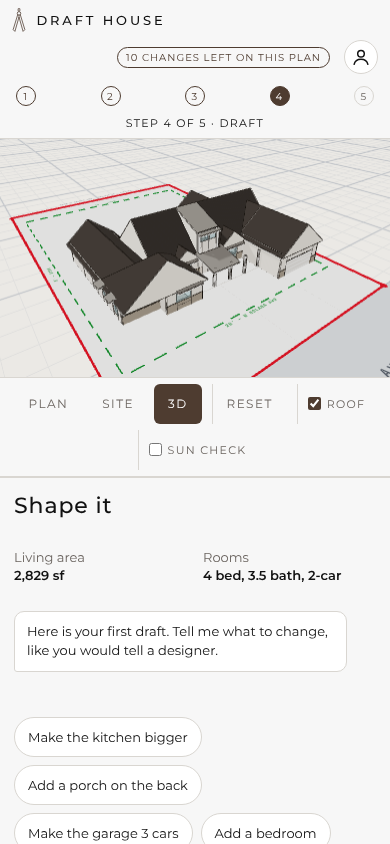 DRAFT HOUSE
10 CHANGES LEFT ON THIS PLAN
1 2 3 4 5
STEP 4 OF 5 · DRAFT
PLAN SITE 3D RESET ROOF
SUN CHECK
Shape it
Living area Rooms
2,829 sf 4 bed, 3.5 bath, 2-car
Here is your first draft. Tell me what to change,
like you would tell a designer.
Make the kitchen bigger
Add a porch on the back
Make the garage 3 cars Add a bedroom